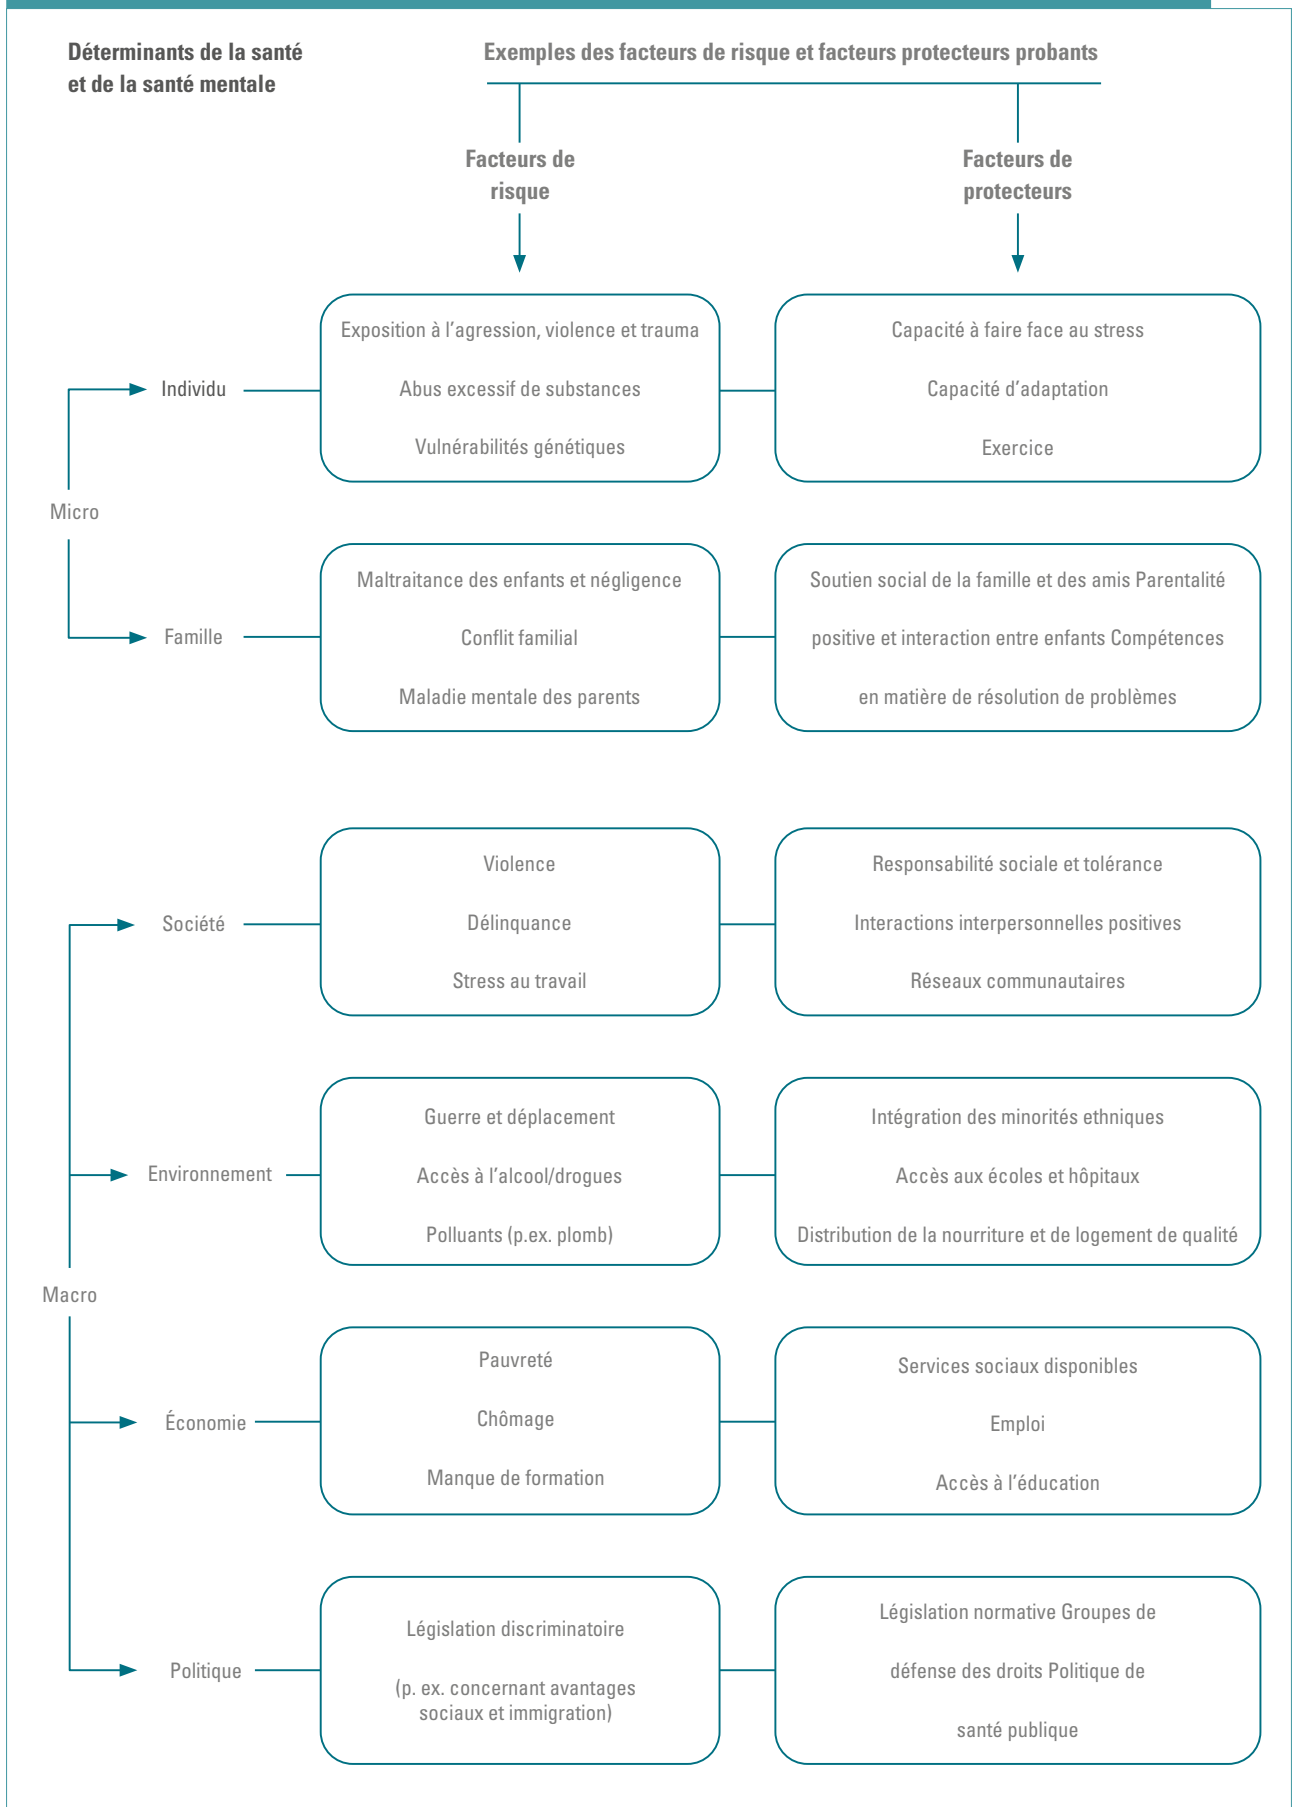 Déterminants de la santé
et de la santé mentale
Exemples des facteurs de risque et facteurs protecteurs probants
Facteurs de
risque
Facteurs de
protecteurs
Micro
Individu
Exposition à l'agression, violence et trauma
Abus excessif de substances
Vulnérabilités génétiques
Capacité à faire face au stress
Capacité d'adaptation
Exercice
Famille
Maltraitance des enfants et négligence
Conflit familial
Maladie mentale des parents
Soutien social de la famille et des amis Parentalité
positive et interaction entre enfants Compétences
en matière de résolution de problèmes
Macro
Société
Violence
Délinquance
Stress au travail
Responsabilité sociale et tolérance
Interactions interpersonnelles positives
Réseaux communautaires
Environnement
Guerre et déplacement
Accès à l'alcool/drogues
Polluants (p.ex. plomb)
Intégration des minorités ethniques
Accès aux écoles et hôpitaux
Distribution de la nourriture et de logement de qualité
Économie
Pauvreté
Chômage
Manque de formation
Services sociaux disponibles
Emploi
Accès à l'éducation
Politique
Législation discriminatoire
(p. ex. concernant avantages
sociaux et immigration)
Législation normative Groupes de
défense des droits Politique de
santé publique